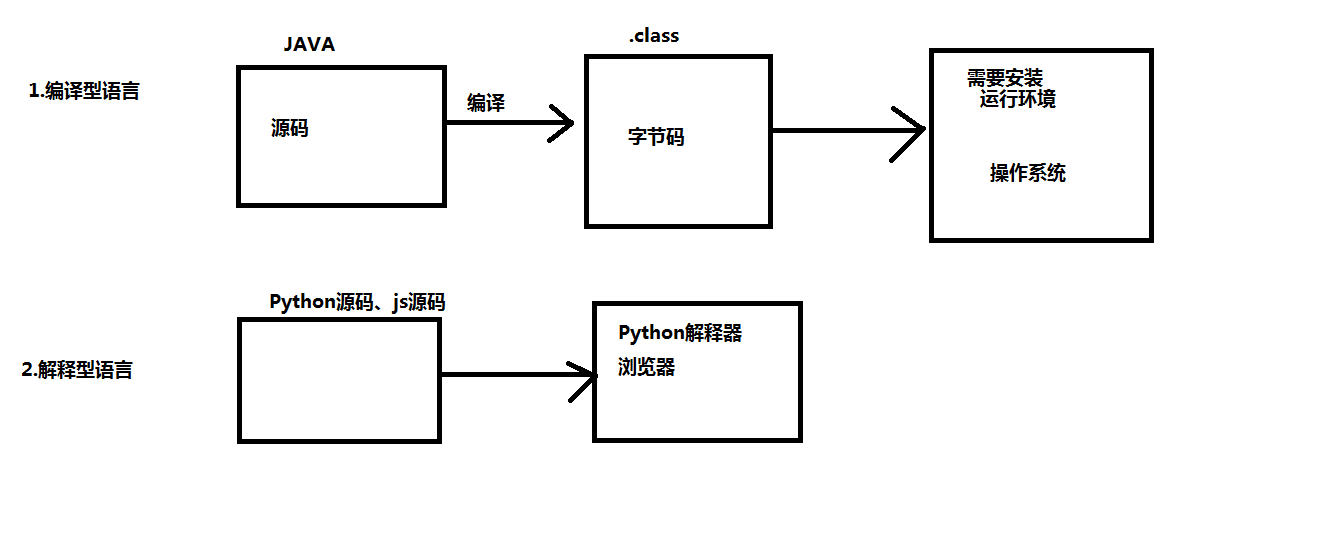 JAVA
.class
1.编译型语言
源码
编译
字节码
需要安装
运行环境
操作系统
Python源码、js源码
2.解释型语言
Python解释器
浏览器